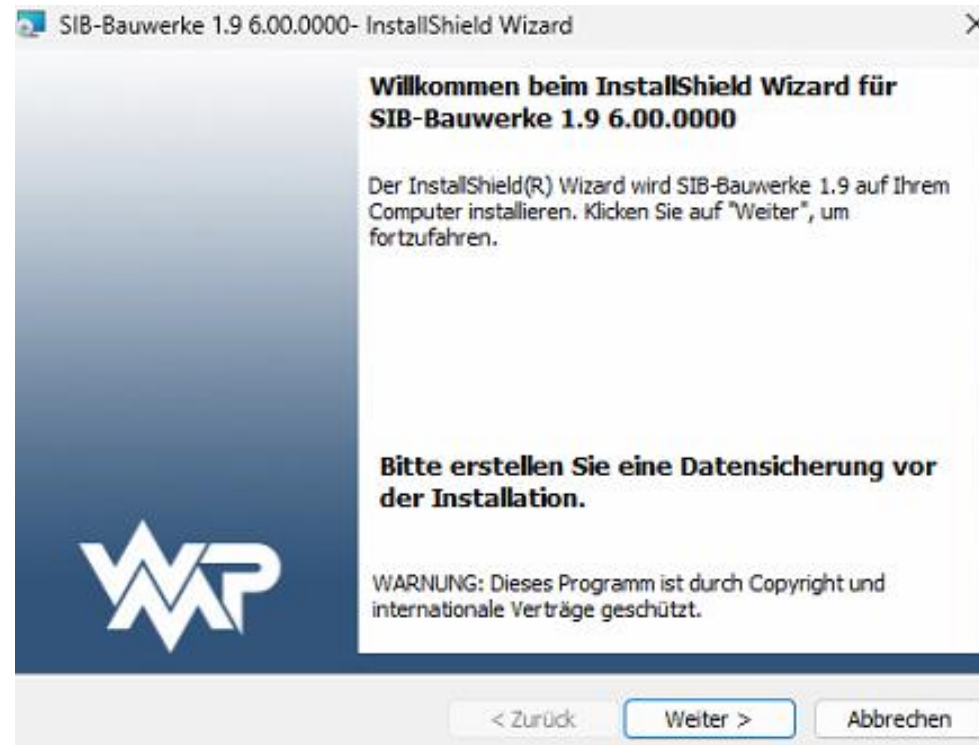 SIB-Bauwerke 1.9 6.00.0000- InstallShield Wizard
Willkommen beim InstallShield Wizard für
SIB-Bauwerke 1.9 6.00.0000
Der InstallShield(R) Wizard wird SIB-Bauwerke 1.9 auf Ihrem
Computer installieren. Klicken Sie auf "Weiter", um
fortzufahren.
Bitte erstellen Sie eine Datensicherung vor
der Installation.
WPM
WARNUNG: Dieses Programm ist durch Copyright und
internationale Verträge geschützt.
< Zurück Weiter > Abbrechen